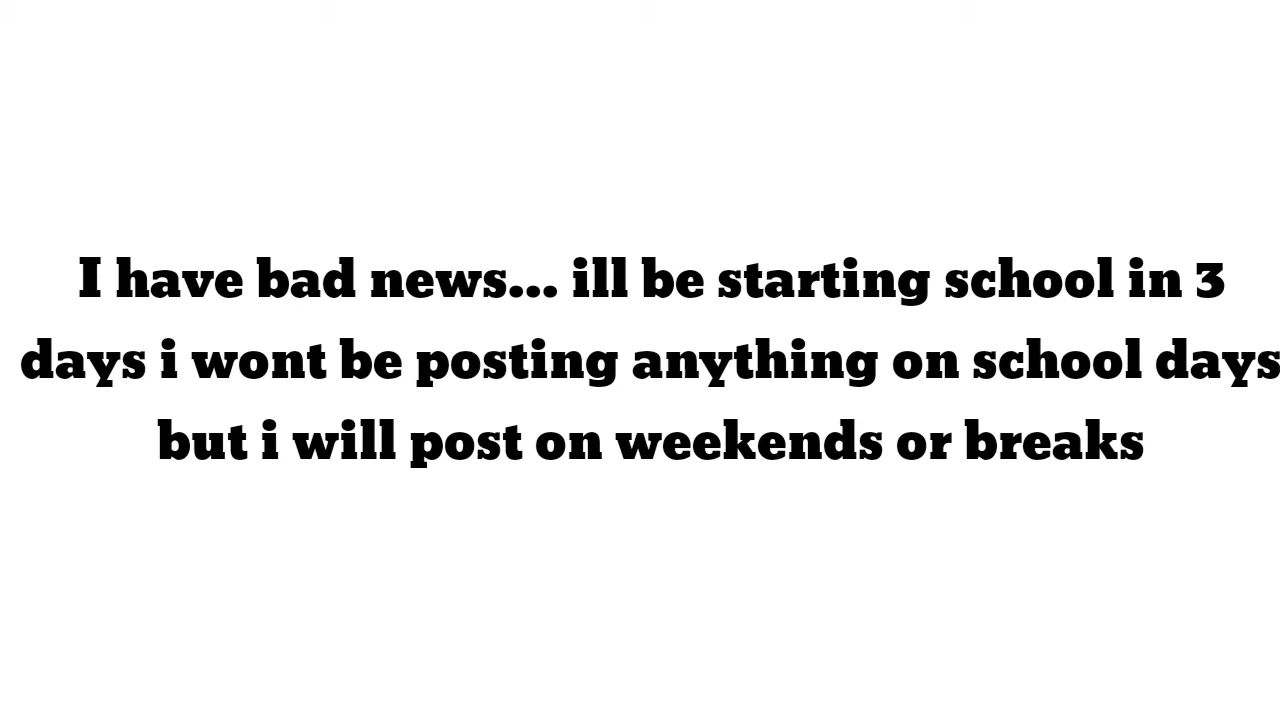 I have bad news... ill be starting school in 3
days i wont be posting anything on school days
but i will post on weekends or breaks